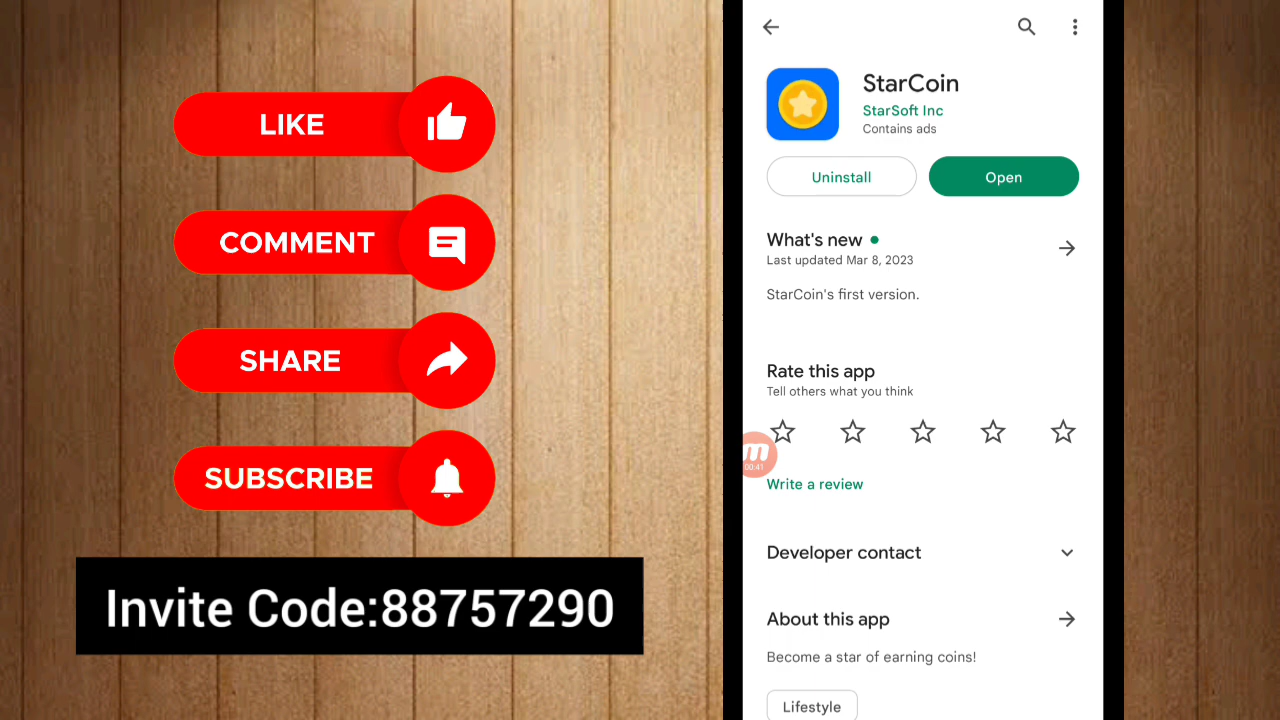 LIKE
COMMENT
SHARE
SUBSCRIBE
Invite Code:88757290
StarCoin
StarSoft Inc
Contains ads
Uninstall
Open
What's new
Last updated Mar 8, 2023
StarCoin's first version.
Rate this app
Tell others what you think
m
00:41
Write a review
Developer contact
About this app
Become a star of earning coins!
Lifestyle